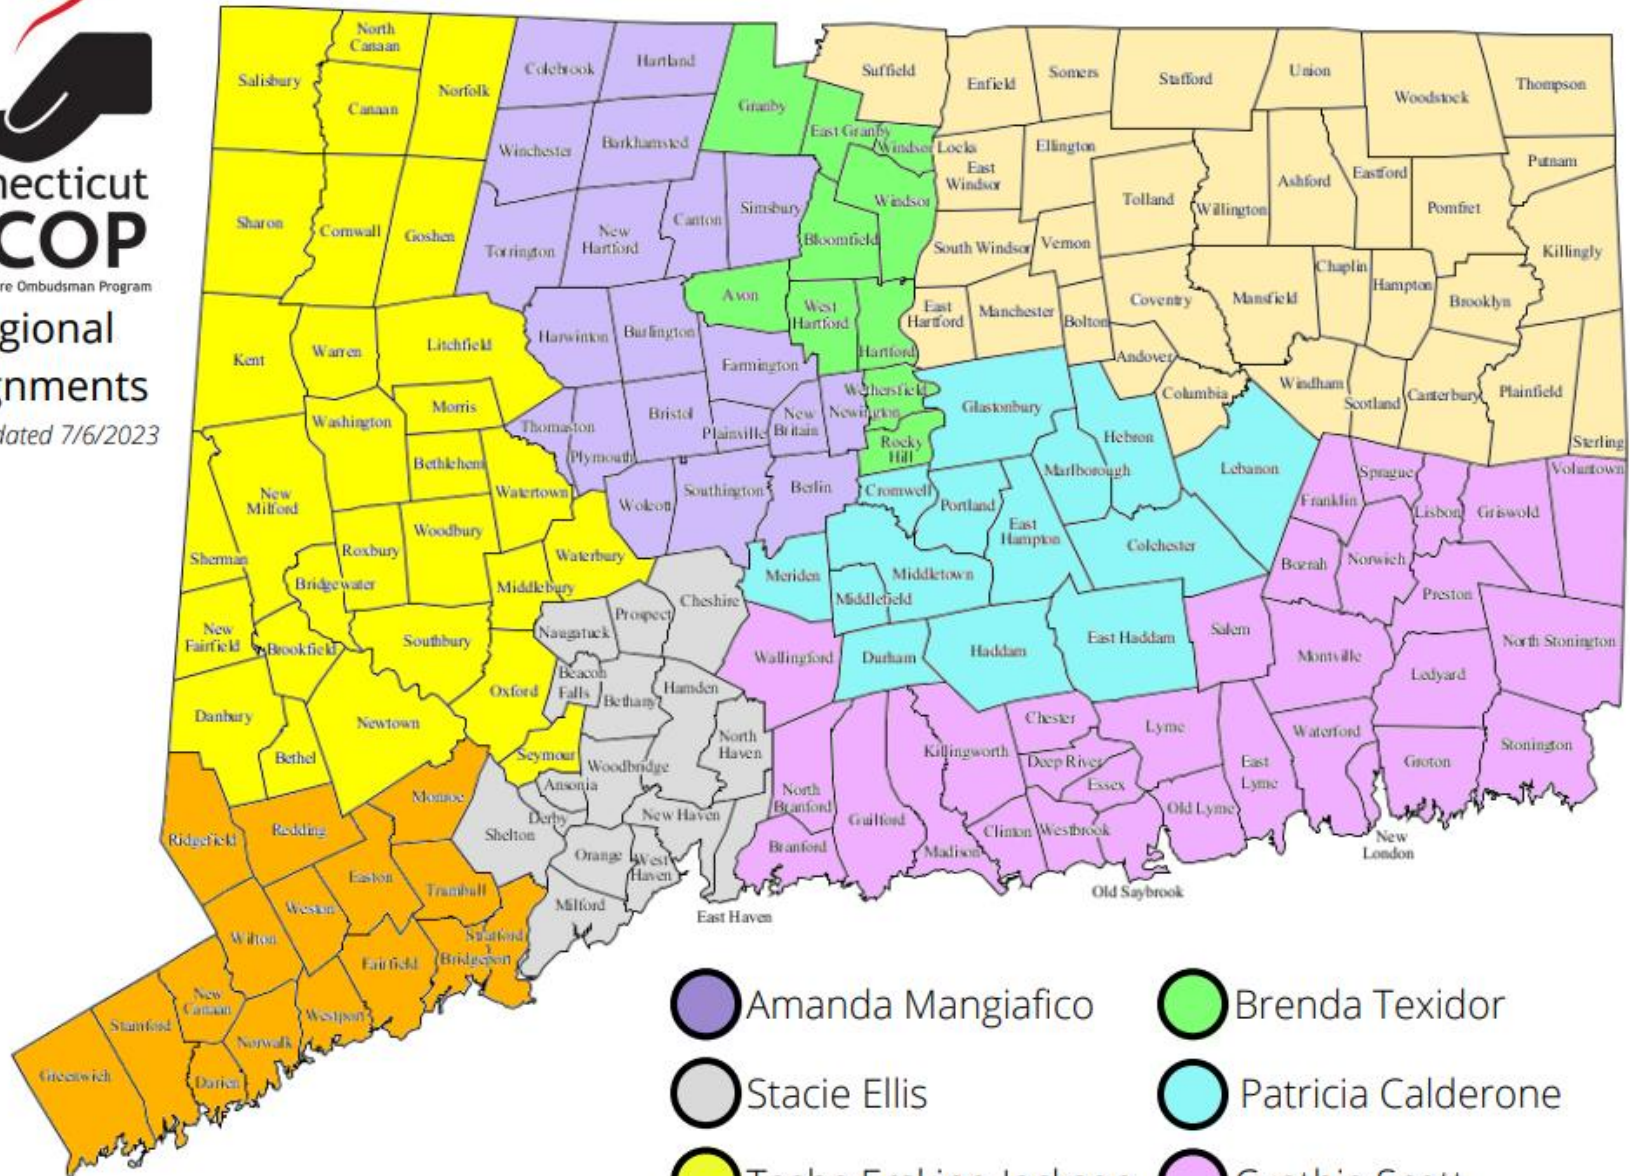 necticut
COP
re Ombudsman Program
gional
gnments
dated 7/6/2023
North
Canaan
Salisbury
Canaan
Norfolk
Colebrook
Hartland
Granby
Suffield
Enfield
Somers
Stafford
Union
Woodstock
Thompson
Winchester
Barkhamsted
East Granby
Windsor Locks
East
Windsor
Ellington
Tolland
Willington
Ashford
Eastford
Pomfret
Putnam
Killingly
Sharon
Cornwall
Goshen
Torrington
New
Hartford
Canton
Simsbury
Bloomfield
Windsor
South Windsor
Vernon
Coventry
Mansfield
Chaplin
Hampton
Brooklyn
Kent
Warren
Litchfield
Harwinton
Burlington
Avon
West
Hartford
Hartford
East
Hartford
Manchester
Bolton
Andover
Columbia
Windham
Scotland
Canterbury
Plainfield
Sterling
Washington
Morris
Thomaston
Plymouth
Bristol
Farmington
Plainville
New
Britain
Newington
Wethersfield
Rocky
Hill
Glastonbury
Hebron
Marlborough
Lebanon
Franklin
Sprague
Lisbon
Griswold
Voluntown
New
Milford
Bethlehem
Watertown
Wolcott
Southington
Berlin
Cromwell
Portland
East
Hampton
Colchester
Bozrah
Norwich
Preston
North Stonington
Sherman
Bridgewater
Roxbury
Woodbury
Middlebury
Waterbury
Cheshire
Prospect
Meriden
Middletown
Middlefield
New
Fairfield
Brookfield
Southbury
Naugatuck
Beacon
Falls
Bethany
Hamden
Wallingford
Durham
Haddam
East Haddam
Salem
Montville
Ledyard
Danbury
Bethel
Newtown
Oxford
Seymour
Woodbridge
North
Haven
Killingworth
Chester
Deep River
Essex
Lyme
Old Lyme
East
Lyme
Waterford
Groton
Stonington
New
London
Ridgefield
Redding
Monroe
Shelton
Ansonia
Derby
Orange
New Haven
West
Haven
East Haven
North
Branford
Branford
Guilford
Madison
Clinton
Westbrook
Old Saybrook
Wilton
Weston
Easton
Trumbull
Stratford
Bridgeport
Milford
Fairfield
Westport
Norwalk
New
Canaan
Stamford
Darien
Greenwich
Amanda Mangiafico
Brenda Texidor
Stacie Ellis
Patricia Calderone